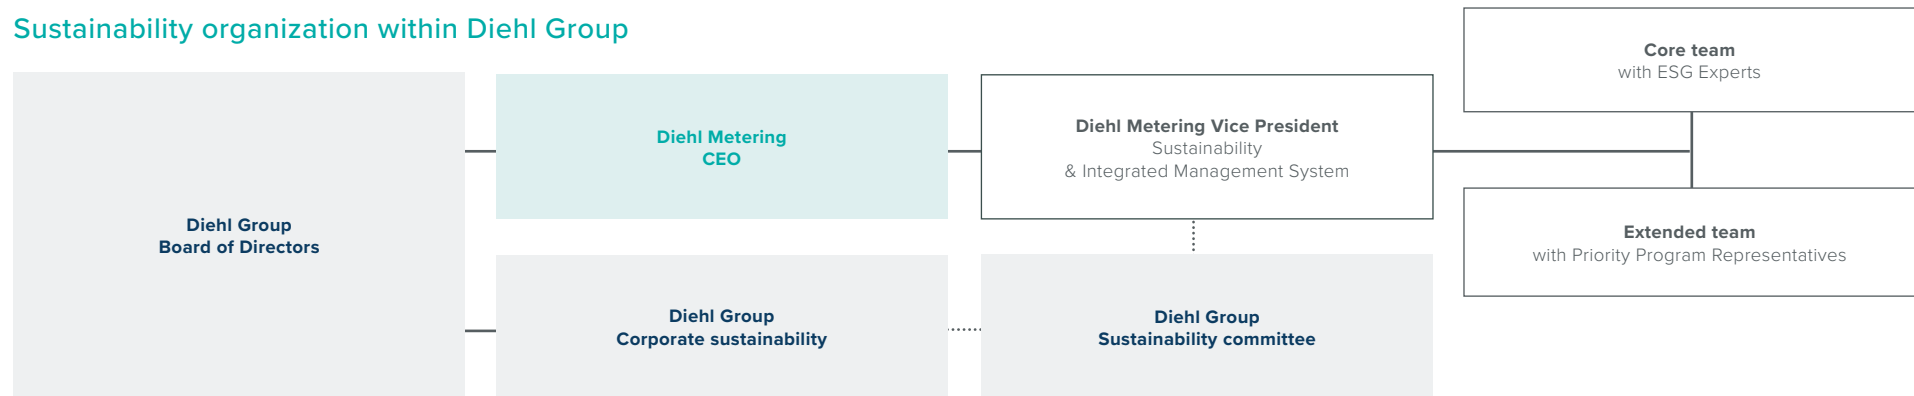 Sustainability organization within Diehl Group
Diehl Group
Board of Directors
Diehl Metering
CEO
Diehl Metering Vice President
Sustainability
& Integrated Management System
Core team
with ESG Experts
Extended team
with Priority Program Representatives
Diehl Group
Corporate sustainability
Diehl Group
Sustainability committee